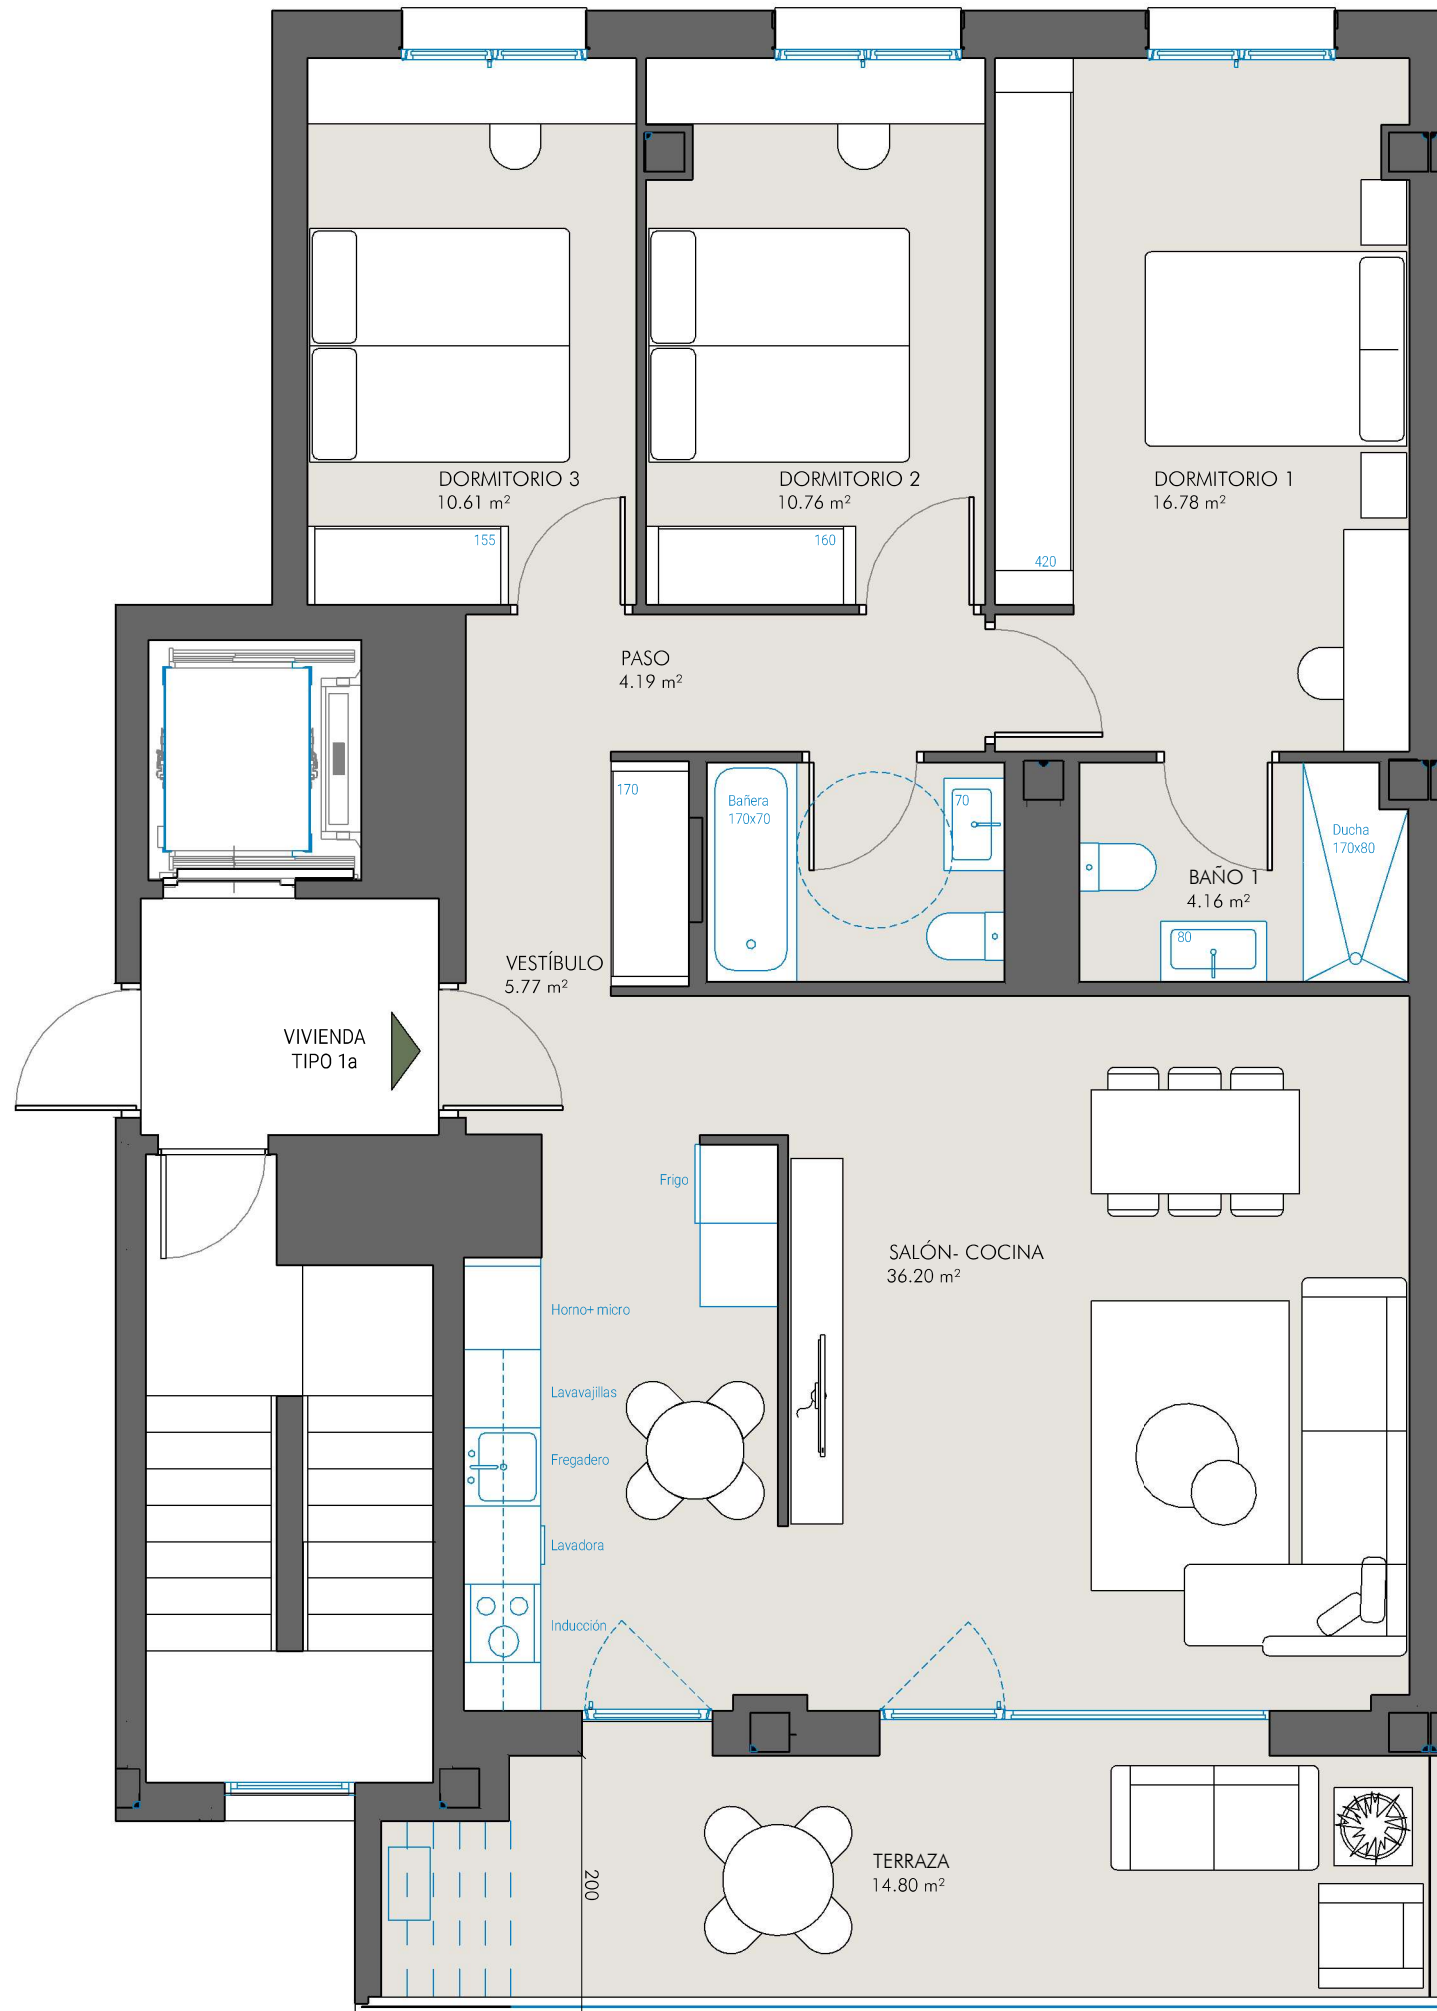 DORMITORIO 3
10.61 m²
DORMITORIO 2
10.76 m²
DORMITORIO 1
16.78 m²
155
160
420
PASO
4.19 m²
170
Bañera
170x70
70
Ducha
170x80
BAÑO 1
4.16 m²
80
VESTÍBULO
5.77 m²
VIVIENDA
TIPO 1a
Frigo
SALÓN- COCINA
36.20 m²
Horno+ micro
Lavavajillas
Fregadero
Lavadora
Inducción
TERRAZA
14.80 m²
200